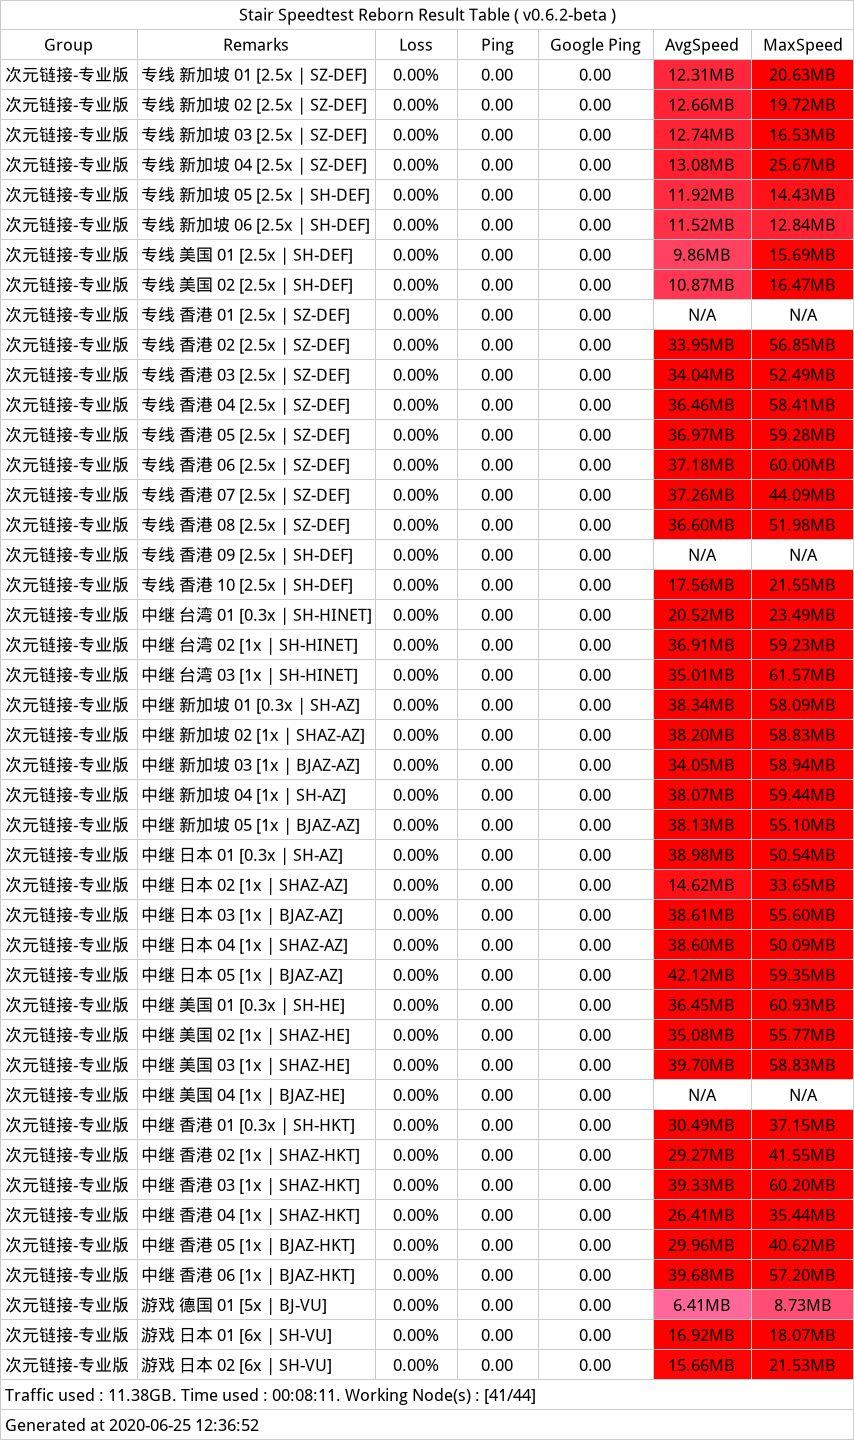 Stair Speedtest Reborn Result Table ( v0.6.2-beta )
Group Remarks Loss Ping Google Ping AvgSpeed MaxSpeed
次元链接-专业版 专线 新加坡 01 [2.5x | SZ-DEF] 0.00% 0.00 0.00 12.31MB 20.63MB
次元链接-专业版 专线 新加坡 02 [2.5x | SZ-DEF] 0.00% 0.00 0.00 12.66MB 19.72MB
次元链接-专业版 专线 新加坡 03 [2.5x | SZ-DEF] 0.00% 0.00 0.00 12.74MB 16.53MB
次元链接-专业版 专线 新加坡 04 [2.5x | SZ-DEF] 0.00% 0.00 0.00 13.08MB 25.67MB
次元链接-专业版 专线 新加坡 05 [2.5x | SH-DEF] 0.00% 0.00 0.00 11.92MB 14.43MB
次元链接-专业版 专线 新加坡 06 [2.5x | SH-DEF] 0.00% 0.00 0.00 11.52MB 12.84MB
次元链接-专业版 专线 美国 01 [2.5x | SH-DEF] 0.00% 0.00 0.00 9.86MB 15.69MB
次元链接-专业版 专线 美国 02 [2.5x | SH-DEF] 0.00% 0.00 0.00 10.87MB 16.47MB
次元链接-专业版 专线 香港 01 [2.5x | SZ-DEF] 0.00% 0.00 0.00 N/A N/A
次元链接-专业版 专线 香港 02 [2.5x | SZ-DEF] 0.00% 0.00 0.00 33.95MB 56.85MB
次元链接-专业版 专线 香港 03 [2.5x | SZ-DEF] 0.00% 0.00 0.00 34.04MB 52.49MB
次元链接-专业版 专线 香港 04 [2.5x | SZ-DEF] 0.00% 0.00 0.00 36.46MB 58.41MB
次元链接-专业版 专线 香港 05 [2.5x | SZ-DEF] 0.00% 0.00 0.00 36.97MB 59.28MB
次元链接-专业版 专线 香港 06 [2.5x | SZ-DEF] 0.00% 0.00 0.00 37.18MB 60.00MB
次元链接-专业版 专线 香港 07 [2.5x | SZ-DEF] 0.00% 0.00 0.00 37.26MB 44.09MB
次元链接-专业版 专线 香港 08 [2.5x | SZ-DEF] 0.00% 0.00 0.00 36.60MB 51.98MB
次元链接-专业版 专线 香港 09 [2.5x | SH-DEF] 0.00% 0.00 0.00 N/A N/A
次元链接-专业版 专线 香港 10 [2.5x | SH-DEF] 0.00% 0.00 0.00 17.56MB 21.55MB
次元链接-专业版 中继 台湾 01 [0.3x | SH-HINET] 0.00% 0.00 0.00 20.52MB 23.49MB
次元链接-专业版 中继 台湾 02 [1x | SH-HINET] 0.00% 0.00 0.00 36.91MB 59.23MB
次元链接-专业版 中继 台湾 03 [1x | SH-HINET] 0.00% 0.00 0.00 35.01MB 61.57MB
次元链接-专业版 中继 新加坡 01 [0.3x | SH-AZ] 0.00% 0.00 0.00 38.34MB 58.09MB
次元链接-专业版 中继 新加坡 02 [1x | SHAZ-AZ] 0.00% 0.00 0.00 38.20MB 58.83MB
次元链接-专业版 中继 新加坡 03 [1x | BJAZ-AZ] 0.00% 0.00 0.00 34.05MB 58.94MB
次元链接-专业版 中继 新加坡 04 [1x | SH-AZ] 0.00% 0.00 0.00 38.07MB 59.44MB
次元链接-专业版 中继 新加坡 05 [1x | BJAZ-AZ] 0.00% 0.00 0.00 38.13MB 55.10MB
次元链接-专业版 中继 日本 01 [0.3x | SH-AZ] 0.00% 0.00 0.00 38.98MB 50.54MB
次元链接-专业版 中继 日本 02 [1x | SHAZ-AZ] 0.00% 0.00 0.00 14.62MB 33.65MB
次元链接-专业版 中继 日本 03 [1x | BJAZ-AZ] 0.00% 0.00 0.00 38.61MB 55.60MB
次元链接-专业版 中继 日本 04 [1x | SHAZ-AZ] 0.00% 0.00 0.00 38.60MB 50.09MB
次元链接-专业版 中继 日本 05 [1x | BJAZ-AZ] 0.00% 0.00 0.00 42.12MB 59.35MB
次元链接-专业版 中继 美国 01 [0.3x | SH-HE] 0.00% 0.00 0.00 36.45MB 60.93MB
次元链接-专业版 中继 美国 02 [1x | SHAZ-HE] 0.00% 0.00 0.00 35.08MB 55.77MB
次元链接-专业版 中继 美国 03 [1x | SHAZ-HE] 0.00% 0.00 0.00 39.70MB 58.83MB
次元链接-专业版 中继 美国 04 [1x | BJAZ-HE] 0.00% 0.00 0.00 N/A N/A
次元链接-专业版 中继 香港 01 [0.3x | SH-HKT] 0.00% 0.00 0.00 30.49MB 37.15MB
次元链接-专业版 中继 香港 02 [1x | SHAZ-HKT] 0.00% 0.00 0.00 29.27MB 41.55MB
次元链接-专业版 中继 香港 03 [1x | SHAZ-HKT] 0.00% 0.00 0.00 39.33MB 60.20MB
次元链接-专业版 中继 香港 04 [1x | SHAZ-HKT] 0.00% 0.00 0.00 26.41MB 35.44MB
次元链接-专业版 中继 香港 05 [1x | BJAZ-HKT] 0.00% 0.00 0.00 29.96MB 40.62MB
次元链接-专业版 中继 香港 06 [1x | BJAZ-HKT] 0.00% 0.00 0.00 39.68MB 57.20MB
次元链接-专业版 游戏 德国 01 [5x | BJ-VU] 0.00% 0.00 0.00 6.41MB 8.73MB
次元链接-专业版 游戏 日本 01 [6x | SH-VU] 0.00% 0.00 0.00 16.92MB 18.07MB
次元链接-专业版 游戏 日本 02 [6x | SH-VU] 0.00% 0.00 0.00 15.66MB 21.53MB
Traffic used : 11.38GB. Time used : 00:08:11. Working Node(s) : [41/44]
Generated at 2020-06-25 12:36:52